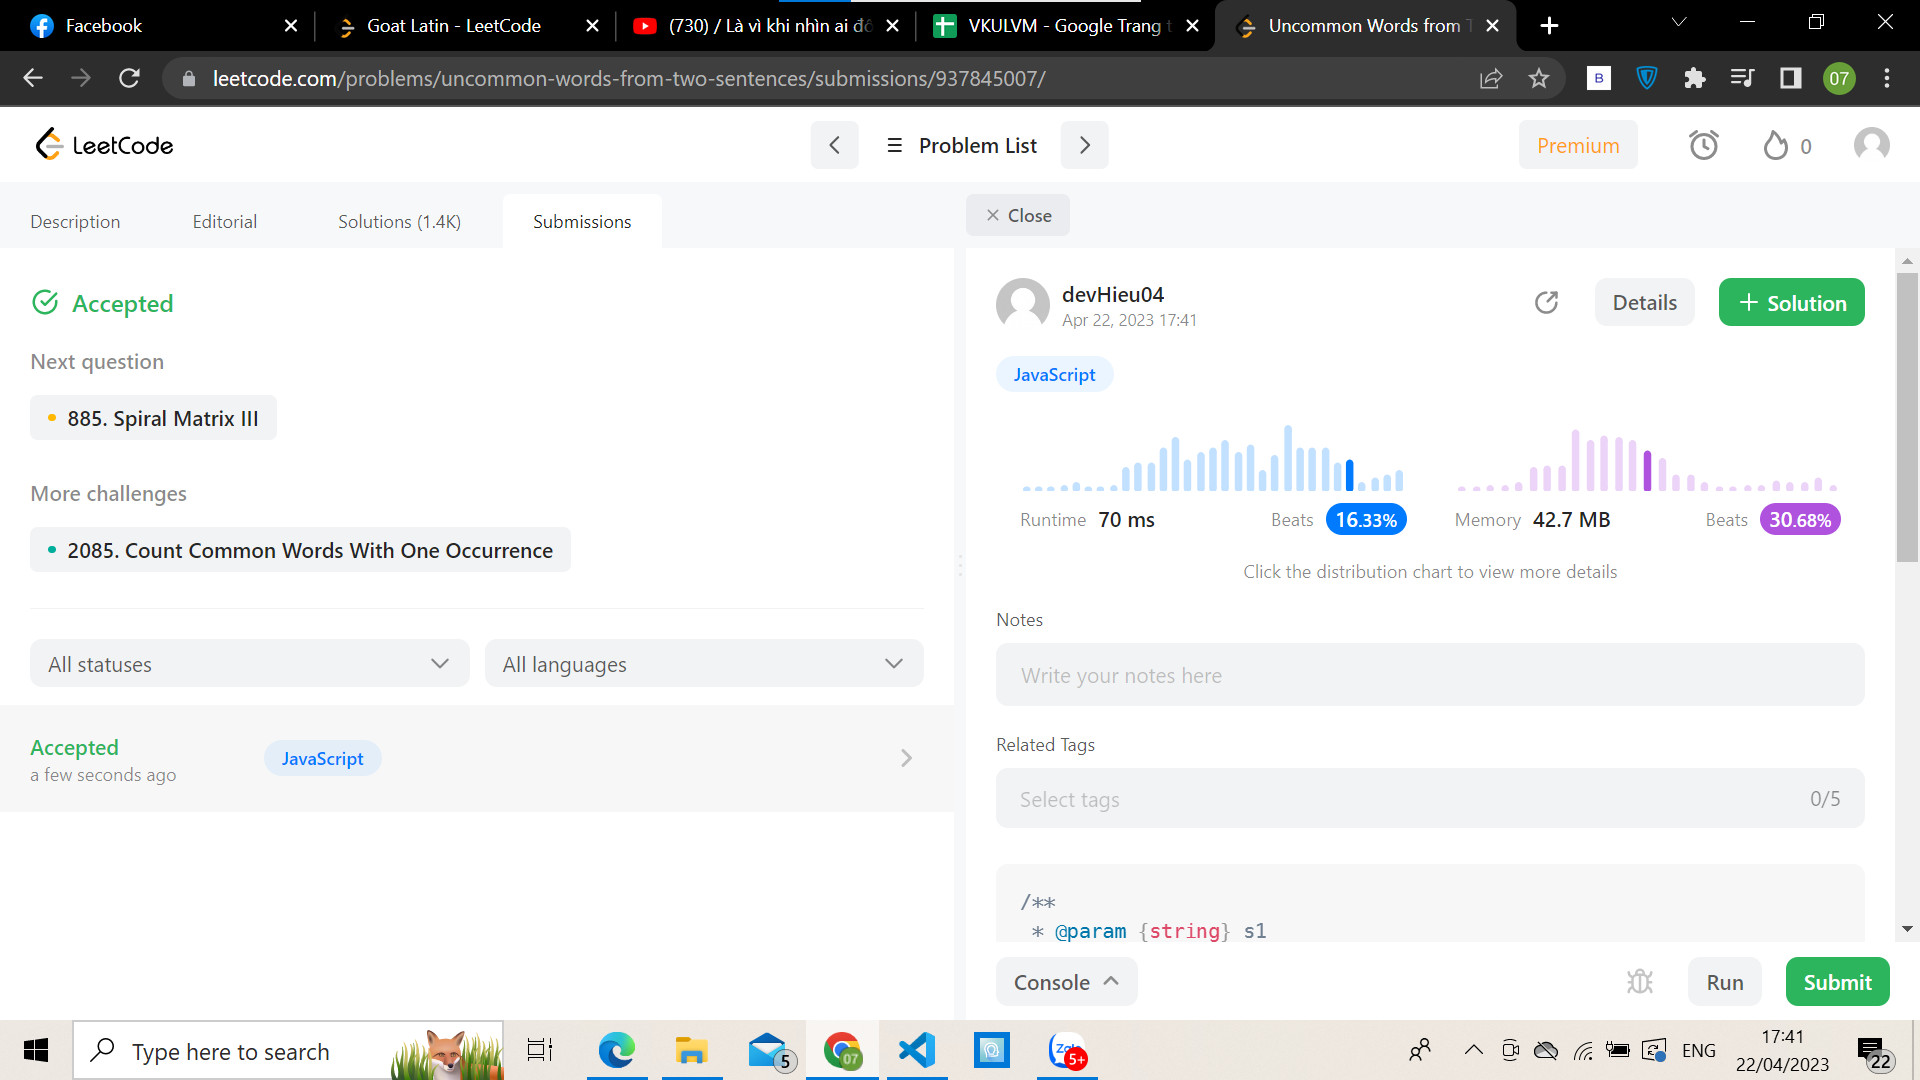 Facebook
Goat Latin - LeetCode
(730) / Là vì khi nhìn ai đó
VKULVM - Google Trang t
Uncommon Words from T
leetcode.com/problems/uncommon-words-from-two-sentences/submissions/937845007/
B
07
LeetCode
Problem List
Premium
0
Description
Editorial
Solutions (1.4K)
Submissions
Close
Accepted
Next question
885. Spiral Matrix III
More challenges
2085. Count Common Words With One Occurrence
All statuses
All languages
Accepted
a few seconds ago
JavaScript
devHieu04
Apr 22, 2023 17:41
Details
+ Solution
JavaScript
Runtime 70 ms
Beats 16.33%
Memory 42.7 MB
Beats 30.68%
Click the distribution chart to view more details
Notes
Write your notes here
Related Tags
Select tags
0/5
/**
* @param {string} s1
Console
Run
Submit
Type here to search
5
07
5+
ENG
17:41
22/04/2023
22